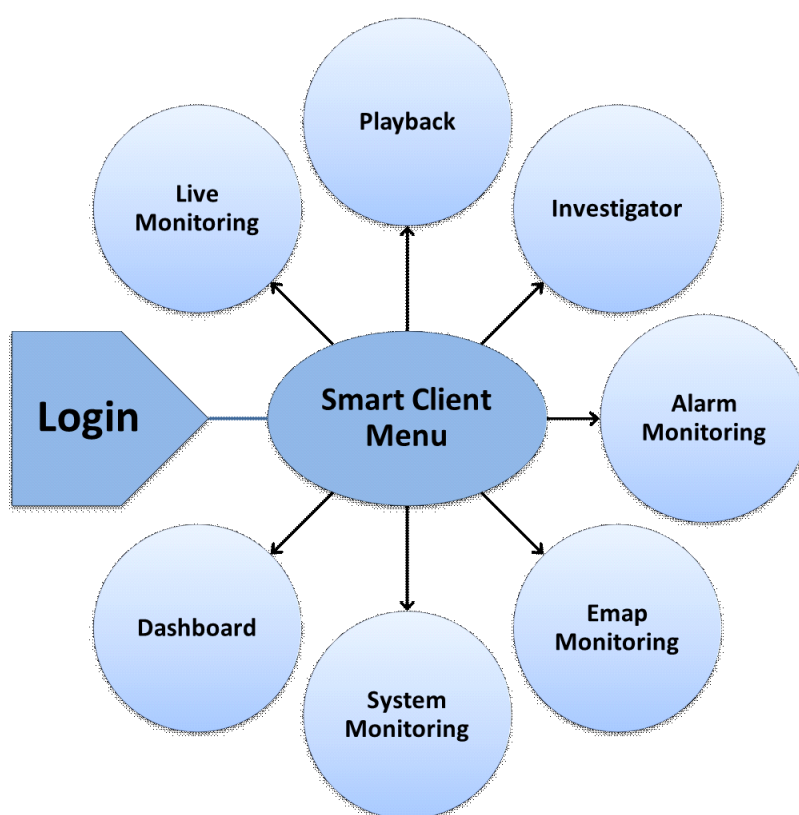 Playback
Live
Monitoring
Investigator
Login
Smart Client
Menu
Alarm
Monitoring
Dashboard
Emap
Monitoring
System
Monitoring